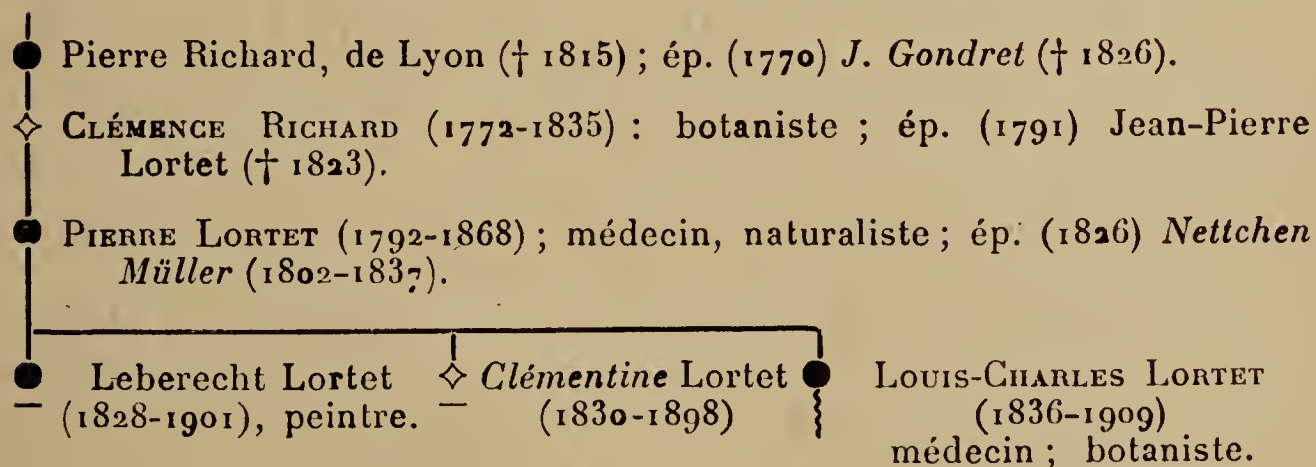 Pierre Richard, de Lyon († 1815) ; ép. (1770) J. Gondret († 1826).
CLÉMENCE RICHARD (1772-1835) : botaniste ; ép. (1791) Jean-Pierre
Lortet († 1823).
PIERRE LORTET (1792-1868) ; médecin, naturaliste ; ép. (1826) Nettchen
Müller (1802-1837).
Leberecht Lortet
(1828-1901), peintre.
Clémentine Lortet
(1830-1898)
LOUIS-CHARLES LORTET
(1836-1909)
médecin ; botaniste.